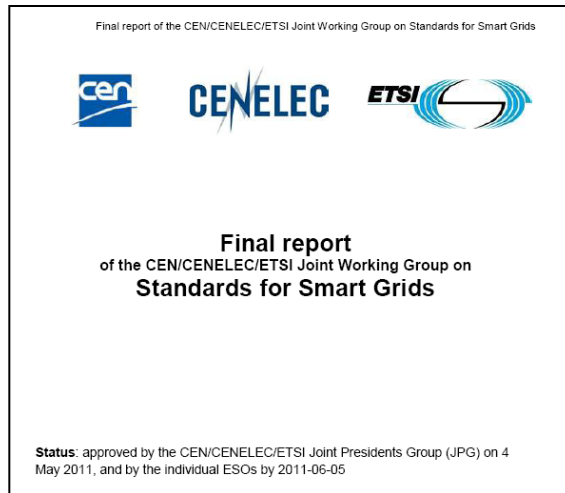 Final report of the CEN/CENELEC/ETSI Joint Working Group on Standards for Smart Grids
cen
CENELEC
ETSI
Final report
of the CEN/CENELEC/ETSI Joint Working Group on
Standards for Smart Grids
Status: approved by the CEN/CENELEC/ETSI Joint Presidents Group (JPG) on 4
May 2011, and by the individual ESOs by 2011-06-05